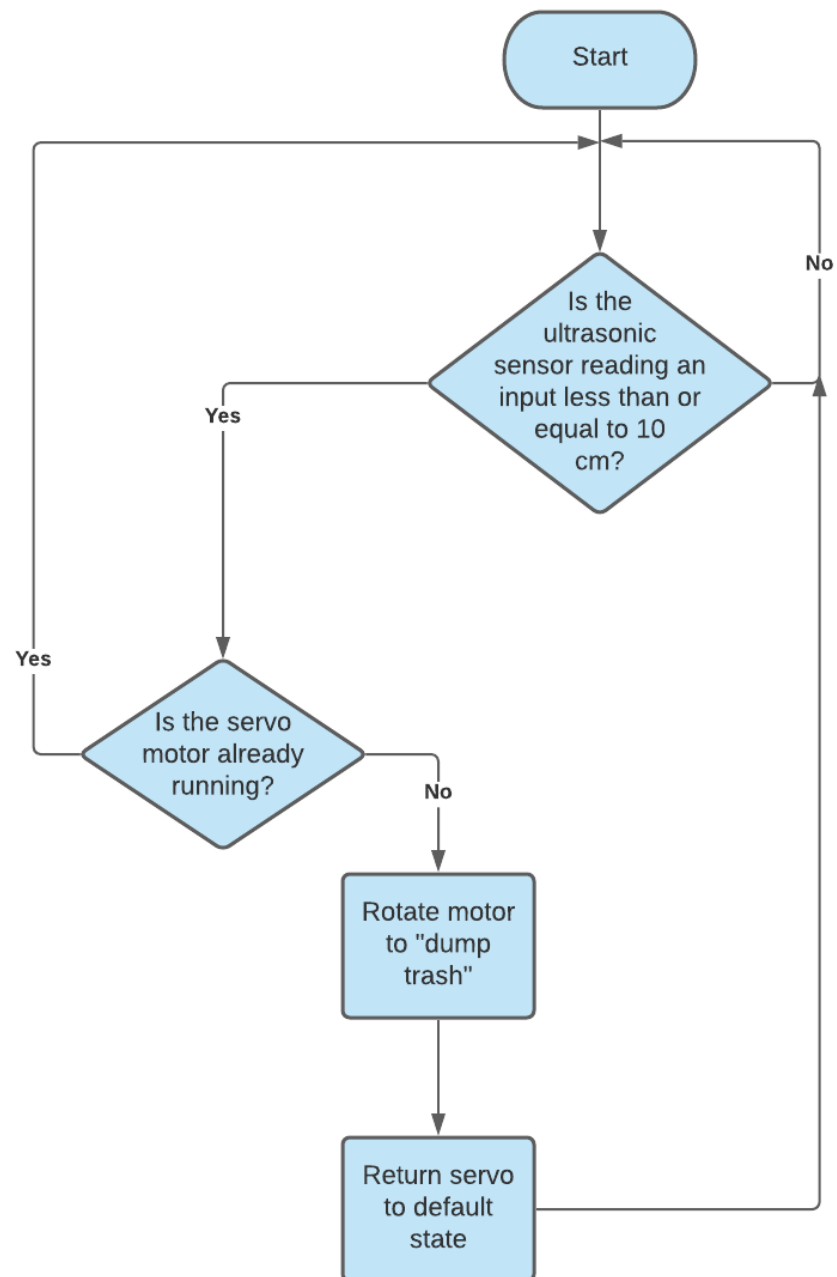 Start
No
Is the
ultrasonic
sensor reading an
input less than or
equal to 10
cm?
Yes
Yes
Is the servo
motor already
running?
No
Rotate motor
to "dump
trash"
Return servo
to default
state